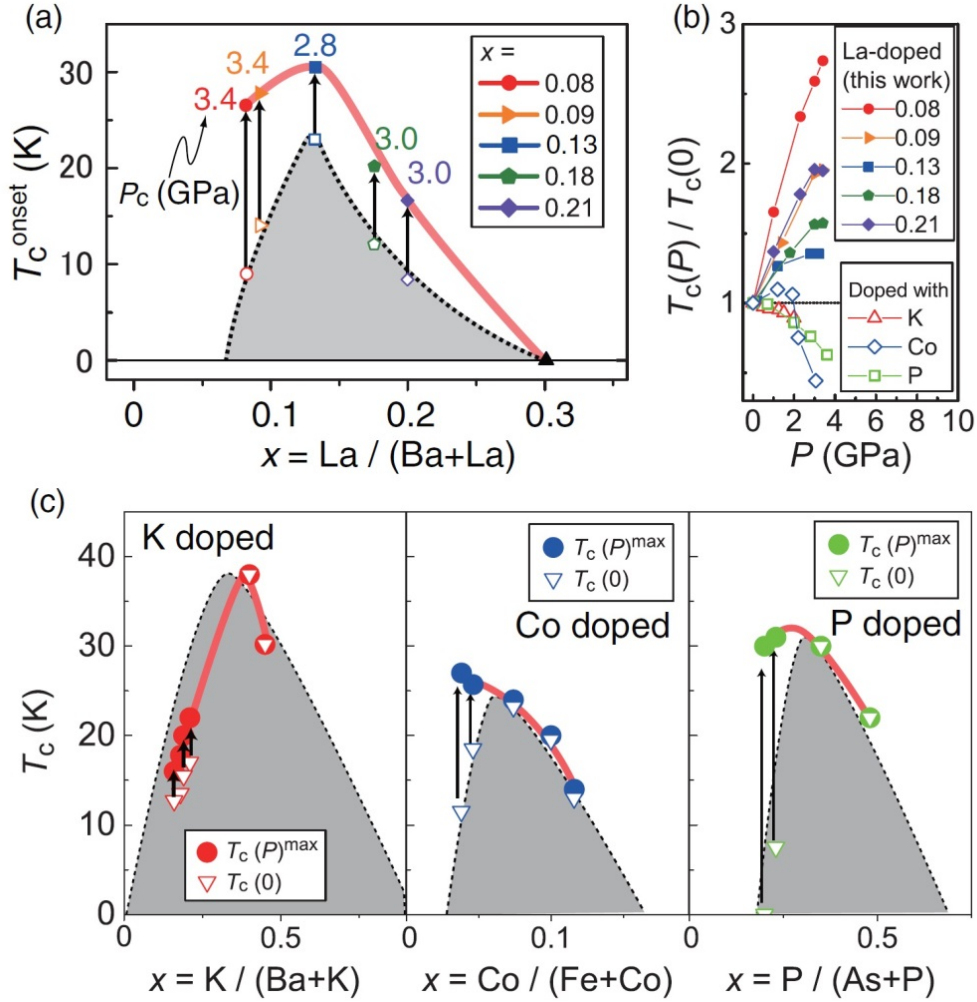 (a)
T_c^onset (K)
30
20
10
0
0
0.1
0.2
0.3
x = La / (Ba+La)
3.4
3.4
2.8
3.0
3.0
P_c (GPa)
x =
0.08
0.09
0.13
0.18
0.21
(b)
T_c(P) / T_c(0)
3
2
1
0
2
4
6
8
10
P (GPa)
La-doped
(this work)
0.08
0.09
0.13
0.18
0.21
Doped with
K
Co
P
(c)
T_c (K)
40
30
20
10
0
K doped
T_c (P)^max
T_c (0)
0
0.5
x = K / (Ba+K)
T_c (P)^max
T_c (0)
Co doped
0
0.1
x = Co / (Fe+Co)
T_c (P)^max
T_c (0)
P doped
0
0.5
x = P / (As+P)